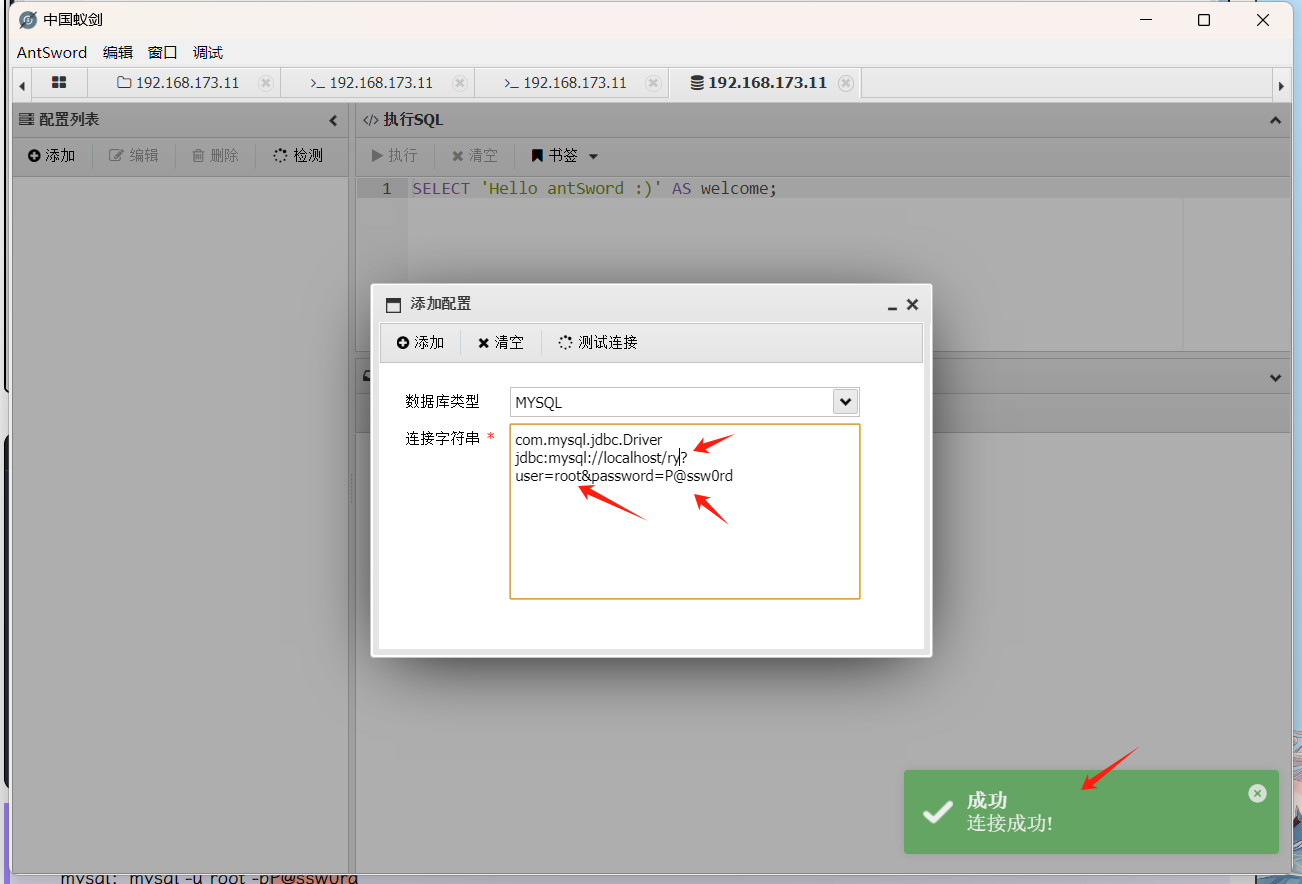 中国蚁剑
AntSword 编辑 窗口 调试
192.168.173.11 >_ 192.168.173.11 >_ 192.168.173.11 192.168.173.11
配置列表
添加 编辑 删除 检测
</> 执行SQL
执行 清空 书签
1 SELECT 'Hello antSword :)' AS welcome;
添加配置
添加 清空 测试连接
数据库类型 MYSQL
连接字符串 *
com.mysql.jdbc.Driver
jdbc:mysql://localhost/ry?
user=root&password=P@ssw0rd
成功
连接成功!
mysql: mysql -u root -pP@ssw0rd